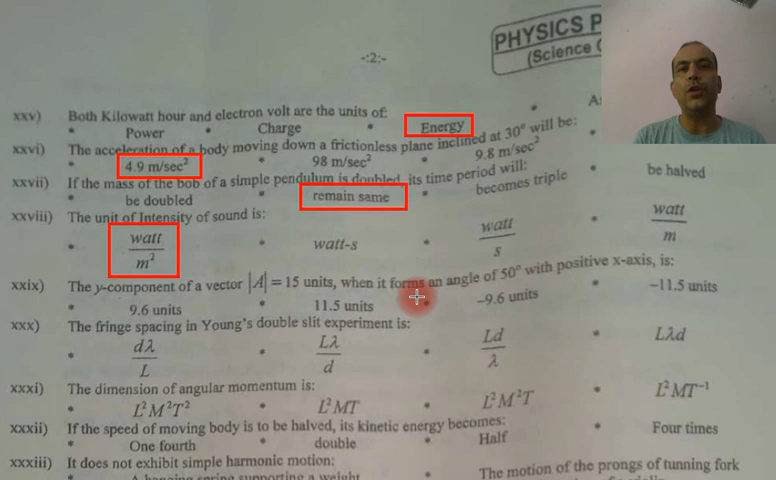 PHYSICS P
(Science
-:2:-
xxv) Both Kilowatt hour and electron volt are the units of:
* Power * Charge * Energy *
xxvi) The acceleration of a body moving down a frictionless plane inclined at 30° will be:
* 4.9 m/sec² * 98 m/sec² * 9.8 m/sec² *
xxvii) If the mass of the bob of a simple pendulum is doubled, its time period will:
* be doubled * remain same * becomes triple * be halved
xxviii) The unit of Intensity of sound is:
* watt/m² * watt-s * watt/s * watt/m
xxix) The y-component of a vector |A| = 15 units, when it forms an angle of 50° with positive x-axis, is:
* 9.6 units * 11.5 units * -9.6 units * -11.5 units
xxx) The fringe spacing in Young's double slit experiment is:
* dλ/L * Lλ/d * Ld/λ * Lλd
xxxi) The dimension of angular momentum is:
* L²M²T² * L²MT * L²M²T * L²MT⁻¹
xxxii) If the speed of moving body is to be halved, its kinetic energy becomes:
* One fourth * double * Half * Four times
xxxiii) It does not exhibit simple harmonic motion:
* A hanging spring supporting a weight * The motion of the prongs of tunning fork